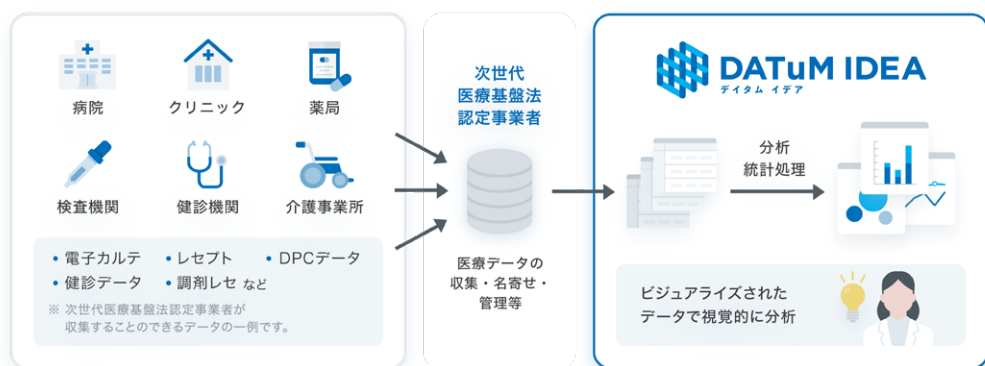 病院
クリニック
薬局
検査機関
健診機関
介護事業所
・電子カルテ ・レセプト ・DPCデータ
・健診データ ・調剤レセ など
※ 次世代医療基盤法認定事業者が
収集することのできるデータの一例です。
次世代
医療基盤法
認定事業者
医療データの
収集・名寄せ・
管理等
DATuM IDEA
デイタム イデア
分析
統計処理
ビジュアライズされた
データで視覚的に分析